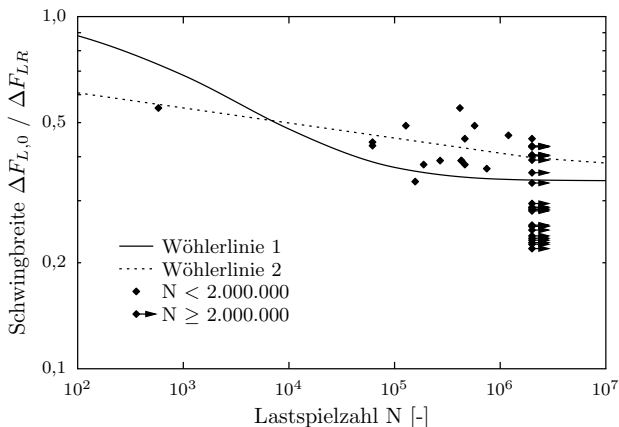 Schwingbreite ΔF_{L,0} / ΔF_{LR}
1,0
0,5
0,2
0,1
Wöhlerlinie 1
Wöhlerlinie 2
N < 2.000.000
N ≥ 2.000.000
10² 10³ 10⁴ 10⁵ 10⁶ 10⁷
Lastspielzahl N [-]